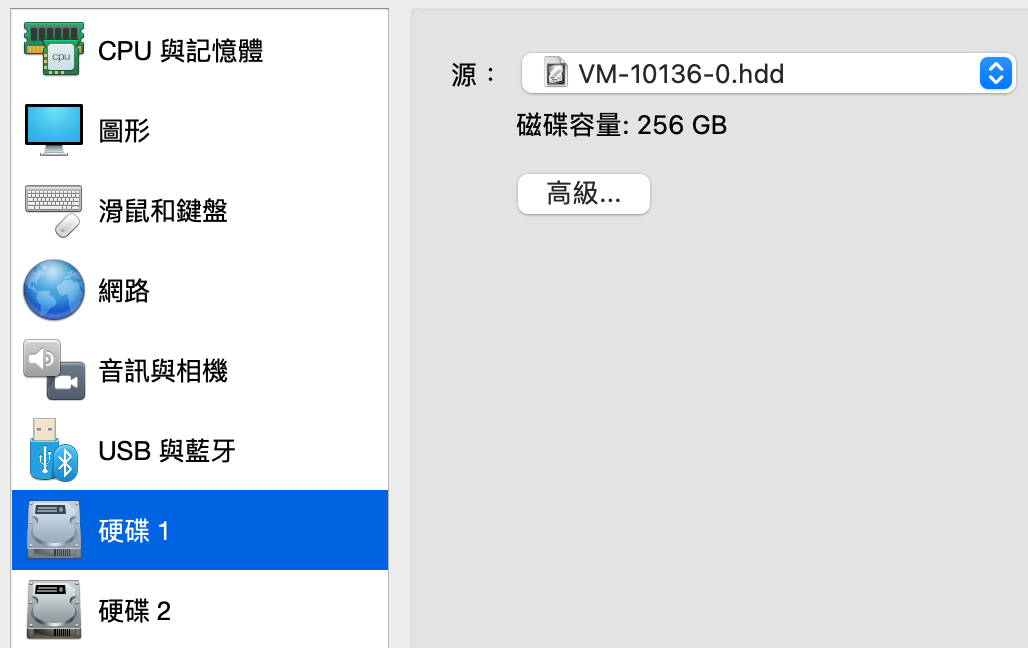 CPU 與記憶體
圖形
滑鼠和鍵盤
網路
音訊與相機
USB 與藍牙
硬碟 1
硬碟 2
源：
VM-10136-0.hdd
磁碟容量: 256 GB
高級...
cpu